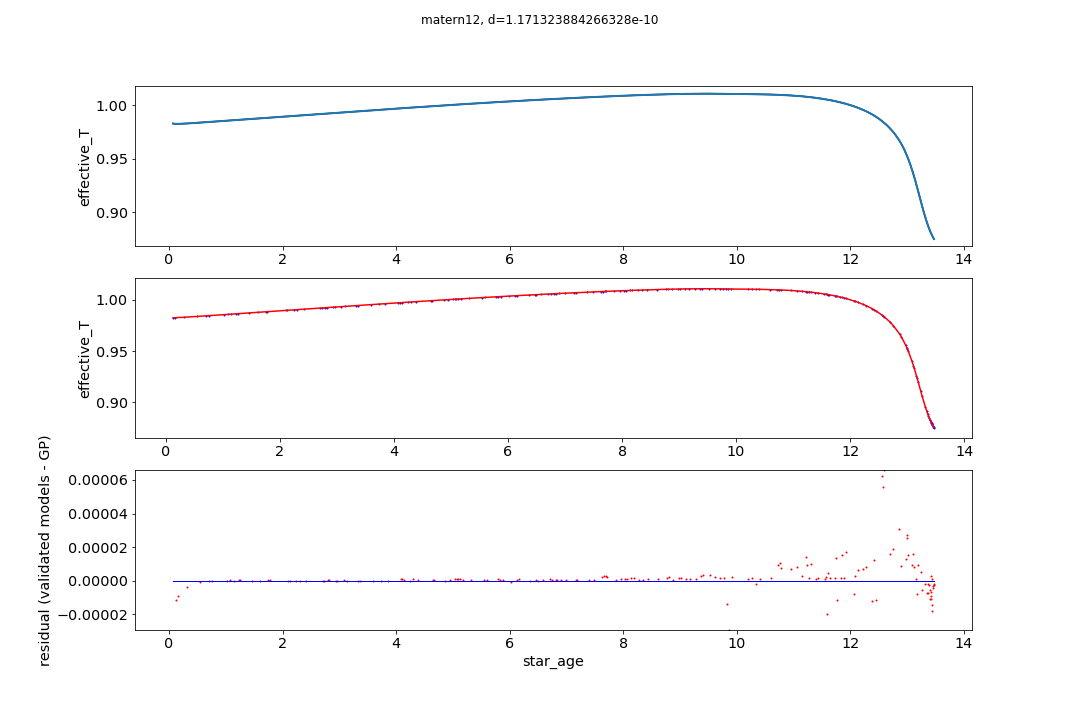 matern12, d=1.171323884266328e-10
1.00
0.95
0.90
effective_T
0 2 4 6 8 10 12 14
1.00
0.95
0.90
effective_T
0 2 4 6 8 10 12 14
0.00006
0.00004
0.00002
0.00000
−0.00002
residual (validated models - GP)
0 2 4 6 8 10 12 14
star_age